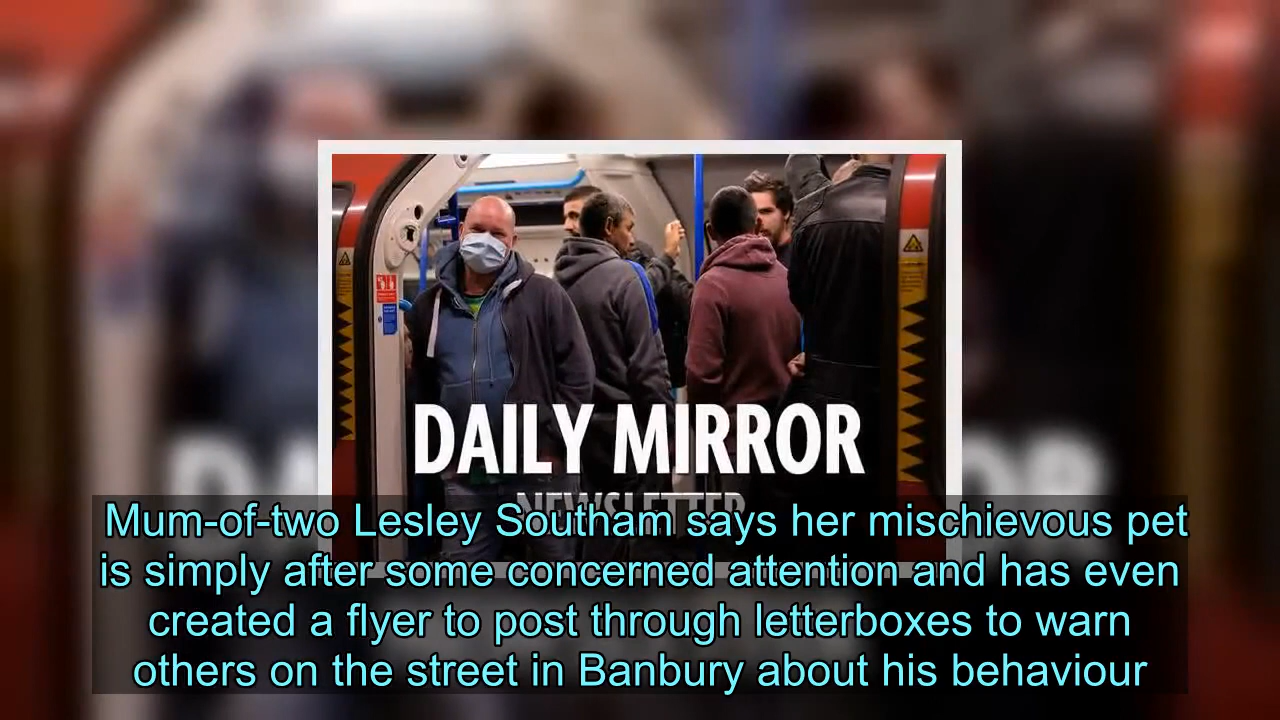 DAILY MIRROR
NEWSLETTER
Mum-of-two Lesley Southam says her mischievous pet
is simply after some concerned attention and has even
created a flyer to post through letterboxes to warn
others on the street in Banbury about his behaviour